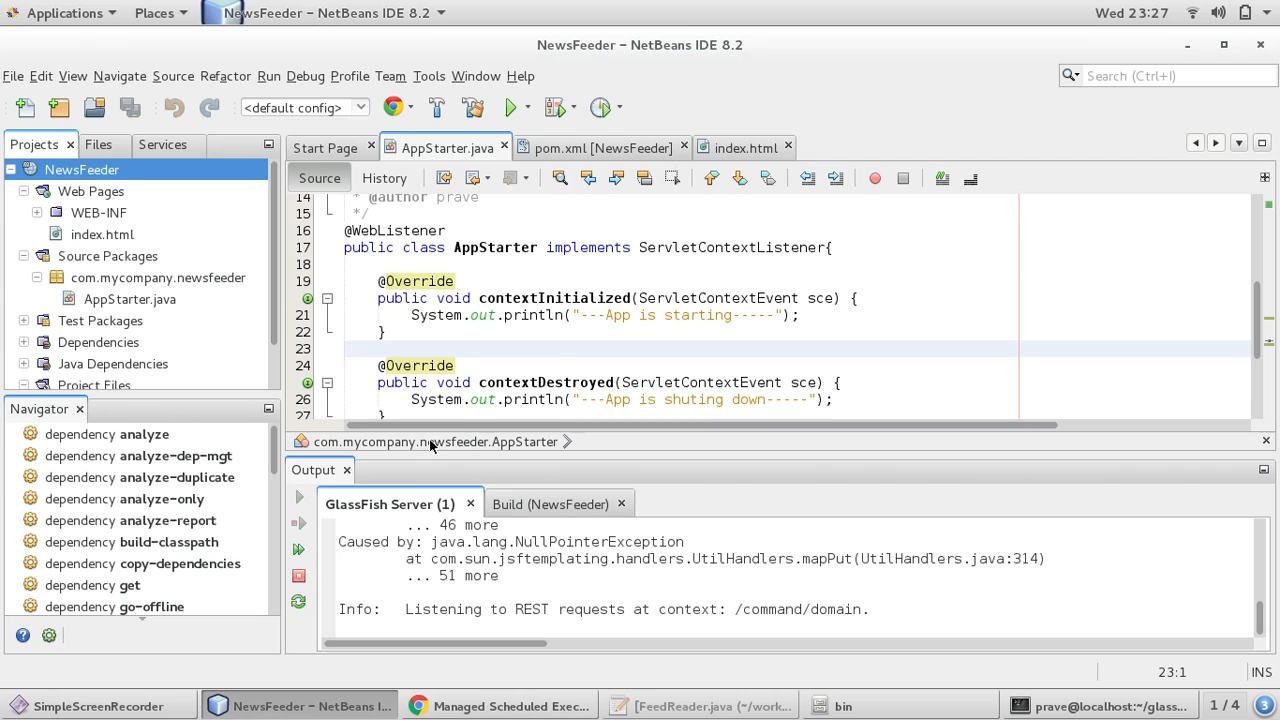 Applications Places NewsFeeder – NetBeans IDE 8.2 Wed 23:27
NewsFeeder – NetBeans IDE 8.2
File Edit View Navigate Source Refactor Run Debug Profile Team Tools Window Help Search (Ctrl+I)
<default config>
Projects Files Services
NewsFeeder
Web Pages
WEB-INF
index.html
Source Packages
com.mycompany.newsfeeder
AppStarter.java
Test Packages
Dependencies
Java Dependencies
Project Files
Navigator
dependency analyze
dependency analyze-dep-mgt
dependency analyze-duplicate
dependency analyze-only
dependency analyze-report
dependency build-classpath
dependency copy-dependencies
dependency get
dependency go-offline
Start Page AppStarter.java pom.xml [NewsFeeder] index.html
Source History
14 * @author prave
15 */
16 @WebListener
17 public class AppStarter implements ServletContextListener{
18
19 @Override
public void contextInitialized(ServletContextEvent sce) {
21 System.out.println("---App is starting-----");
22 }
23
24 @Override
public void contextDestroyed(ServletContextEvent sce) {
26 System.out.println("---App is shuting down-----");
27 }
com.mycompany.newsfeeder.AppStarter
Output
GlassFish Server (1) Build (NewsFeeder)
... 46 more
Caused by: java.lang.NullPointerException
at com.sun.jsftemplating.handlers.UtilHandlers.mapPut(UtilHandlers.java:314)
... 51 more
Info: Listening to REST requests at context: /command/domain.
23:1 INS
SimpleScreenRecorder NewsFeeder – NetBeans I... Managed Scheduled Exec... [FeedReader.java (~/work... bin prave@localhost:~/glass... 1 / 4 3